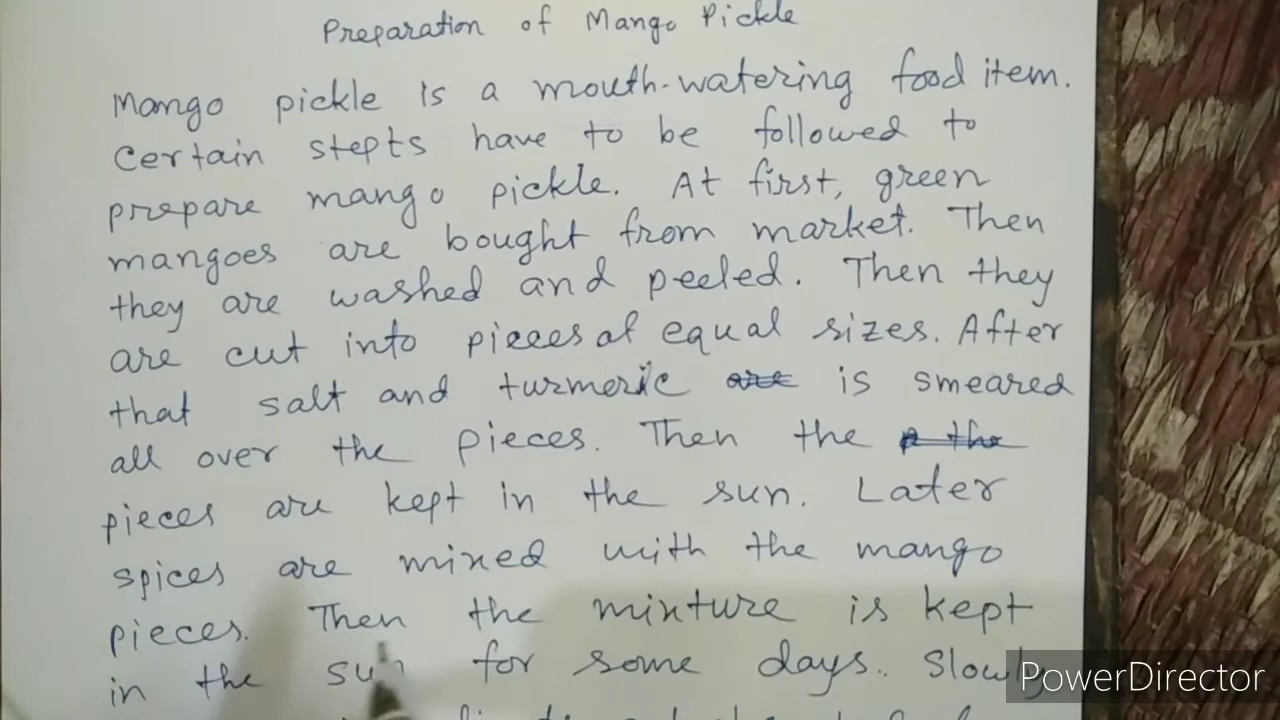 Preparation of Mango Pickle
Mango pickle is a mouth-watering food item.
Certain stepts have to be followed to
prepare mango pickle. At first, green
mangoes are bought from market. Then
they are washed and peeled. Then they
are cut into pieces of equal sizes. After
that salt and turmeric are is smeared
all over the pieces. Then the
pieces are kept in the sun. Later
spices are mixed with the mango
pieces. Then the mixture is kept
in the sun for some days. Slowly
PowerDirector